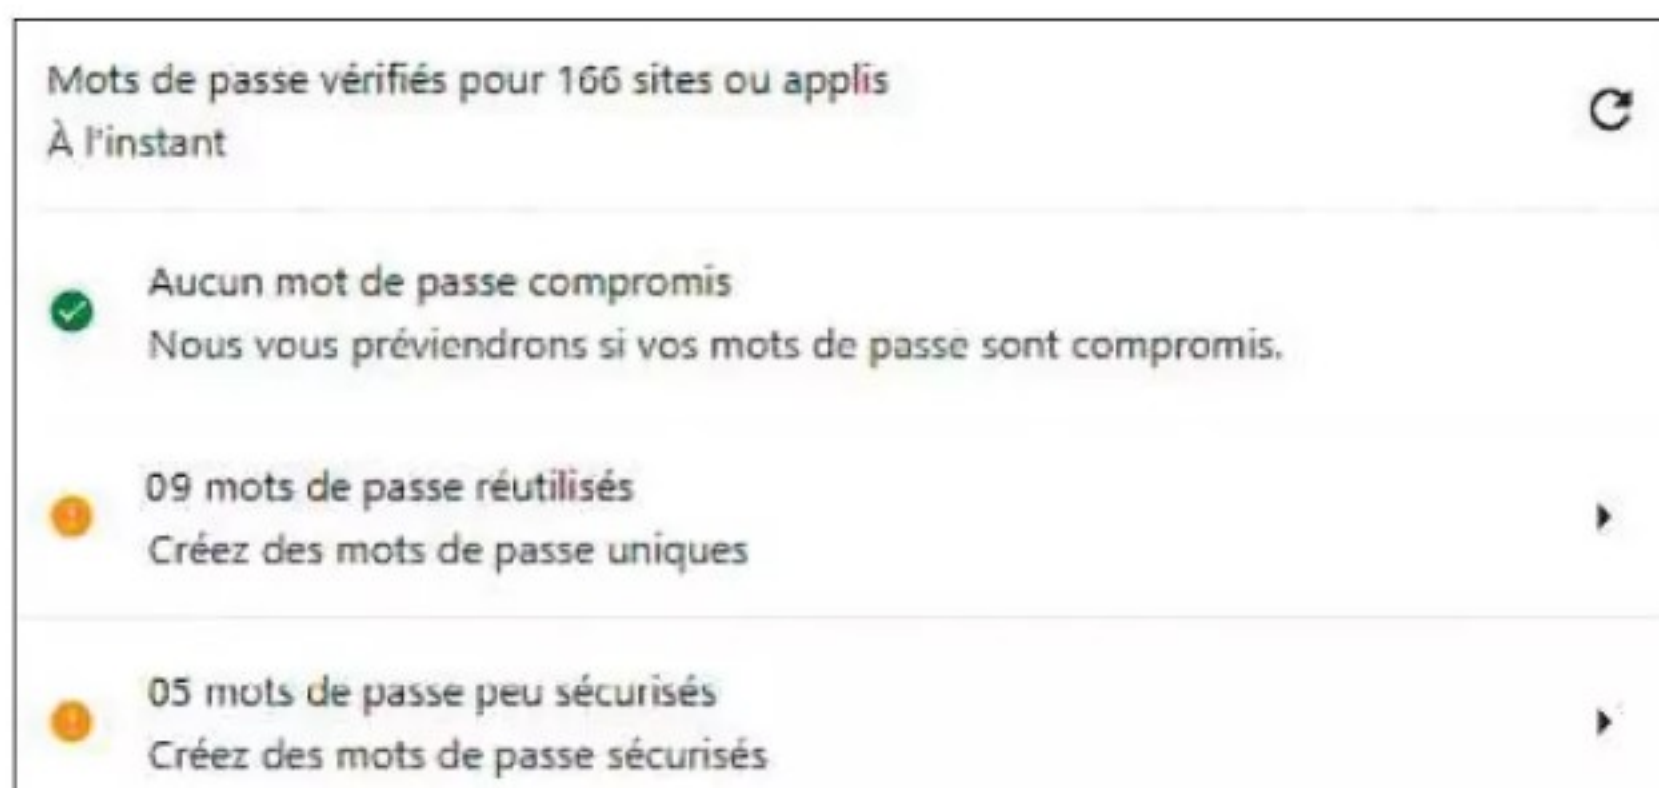 Mots de passe vérifiés pour 166 sites ou applis
À l'instant
Aucun mot de passe compromis
Nous vous préviendrons si vos mots de passe sont compromis.
09 mots de passe réutilisés
Créez des mots de passe uniques
05 mots de passe peu sécurisés
Créez des mots de passe sécurisés